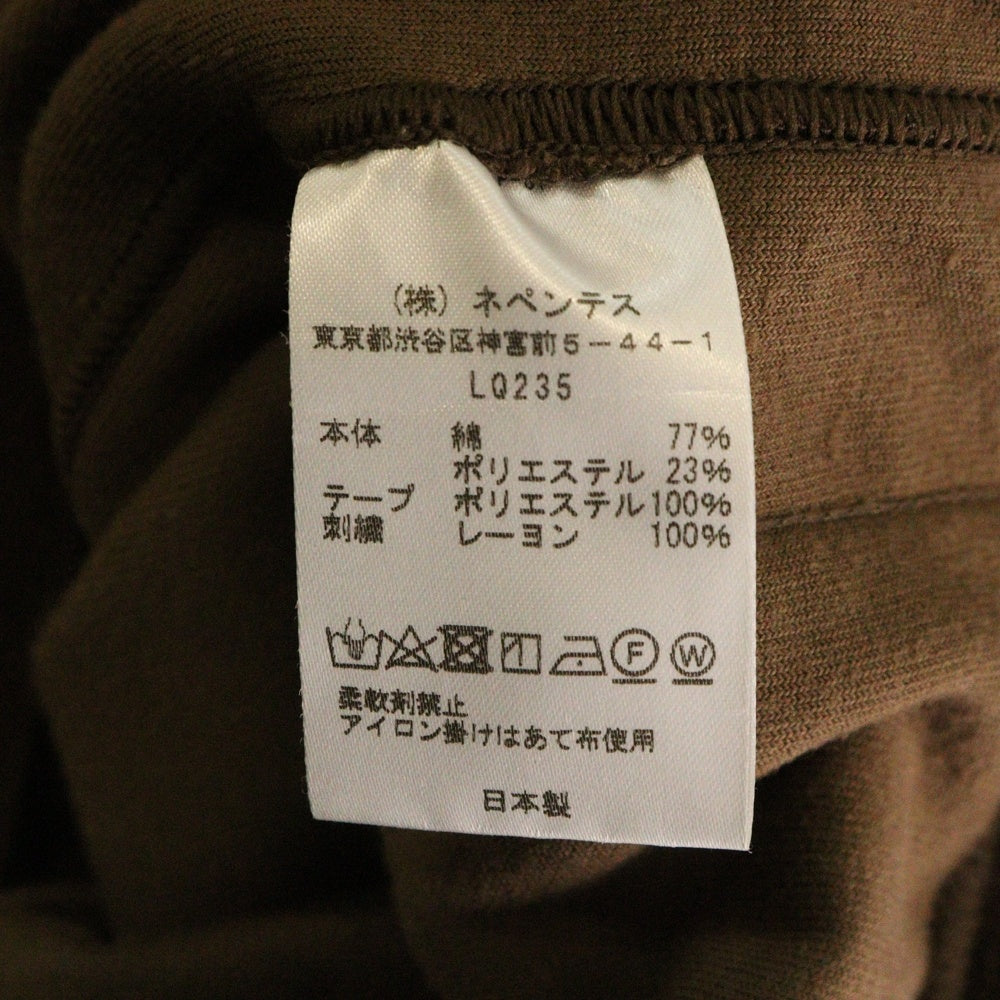 (株) ネペンテス
東京都渋谷区神宮前5-44-1
LQ235
本体 綿 77%
ポリエステル 23%
テープ ポリエステル 100%
刺繍 レーヨン 100%
F W
柔軟剤禁止
アイロン掛けはあて布使用
日本製